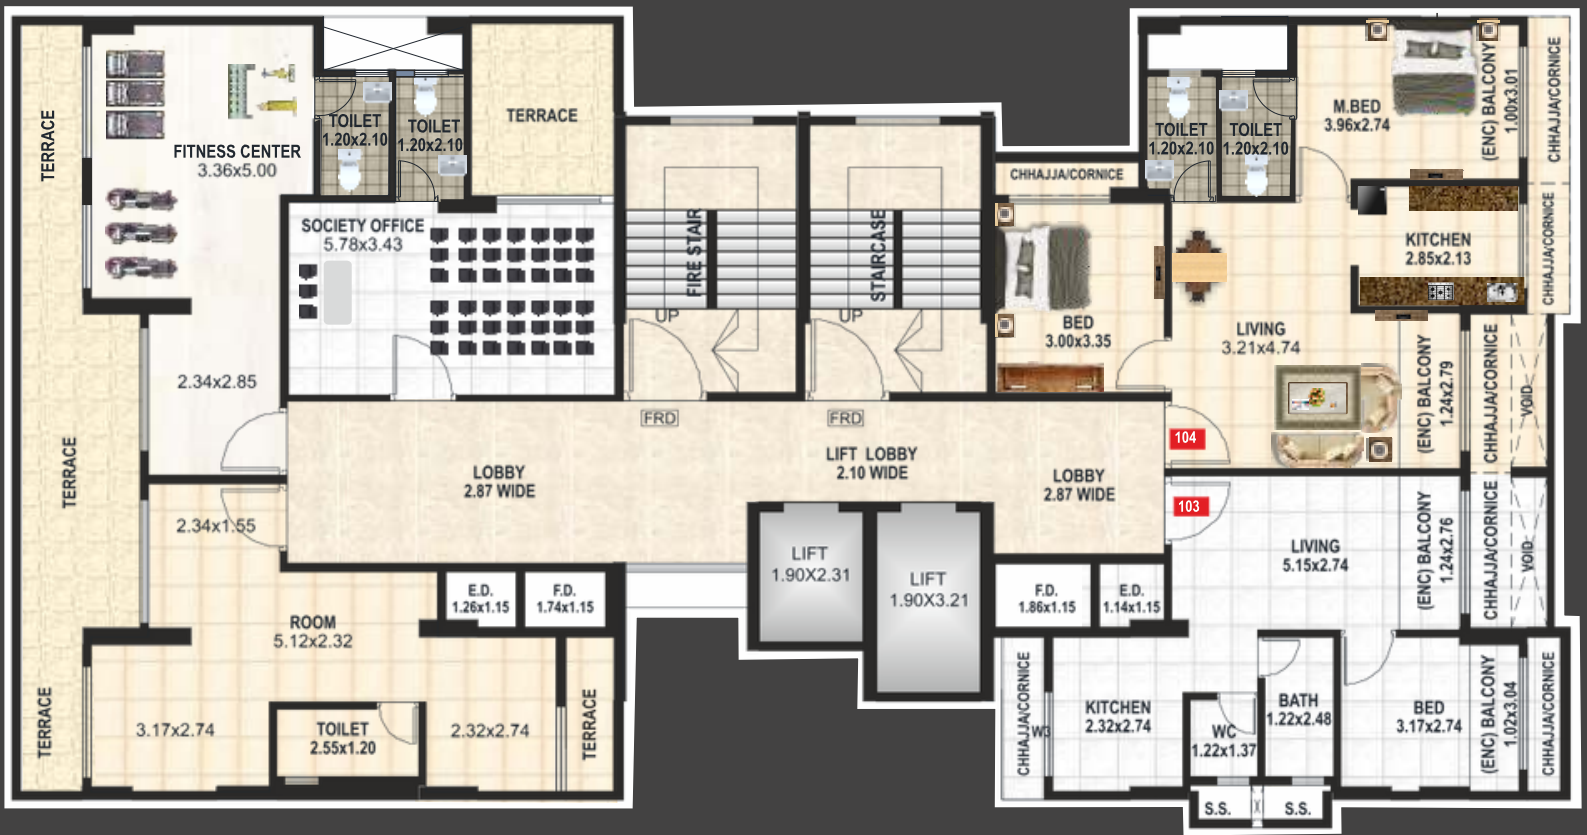 TERRACE
FITNESS CENTER
3.36x5.00
TOILET
1.20x2.10
TOILET
1.20x2.10
TERRACE
SOCIETY OFFICE
5.78x3.43
2.34x2.85
TERRACE
FIRE STAIR
UP
FRD
STAIRCASE
UP
FRD
LOBBY
2.87 WIDE
LIFT LOBBY
2.10 WIDE
LOBBY
2.87 WIDE
LIFT
1.90X2.31
LIFT
1.90X3.21
2.34x1.55
ROOM
5.12x2.32
E.D.
1.26x1.15
F.D.
1.74x1.15
TERRACE
3.17x2.74
TOILET
2.55x1.20
2.32x2.74
TERRACE
CHHAJJA/CORNICE
TOILET
1.20x2.10
TOILET
1.20x2.10
M.BED
3.96x2.74
(ENC) BALCONY
1.00x3.01
CHHAJJA/CORNICE
KITCHEN
2.85x2.13
CHHAJJA/CORNICE
BED
3.00x3.35
LIVING
3.21x4.74
(ENC) BALCONY
1.24x2.79
CHHAJJA/CORNICE
VOID
104
103
LIVING
5.15x2.74
(ENC) BALCONY
1.24x2.76
CHHAJJA/CORNICE
VOID
F.D.
1.86x1.15
E.D.
1.14x1.15
CHHAJJA/CORNICE
W3
KITCHEN
2.32x2.74
WC
1.22x1.37
BATH
1.22x2.48
BED
3.17x2.74
(ENC) BALCONY
1.02x3.04
CHHAJJA/CORNICE
S.S.
S.S.